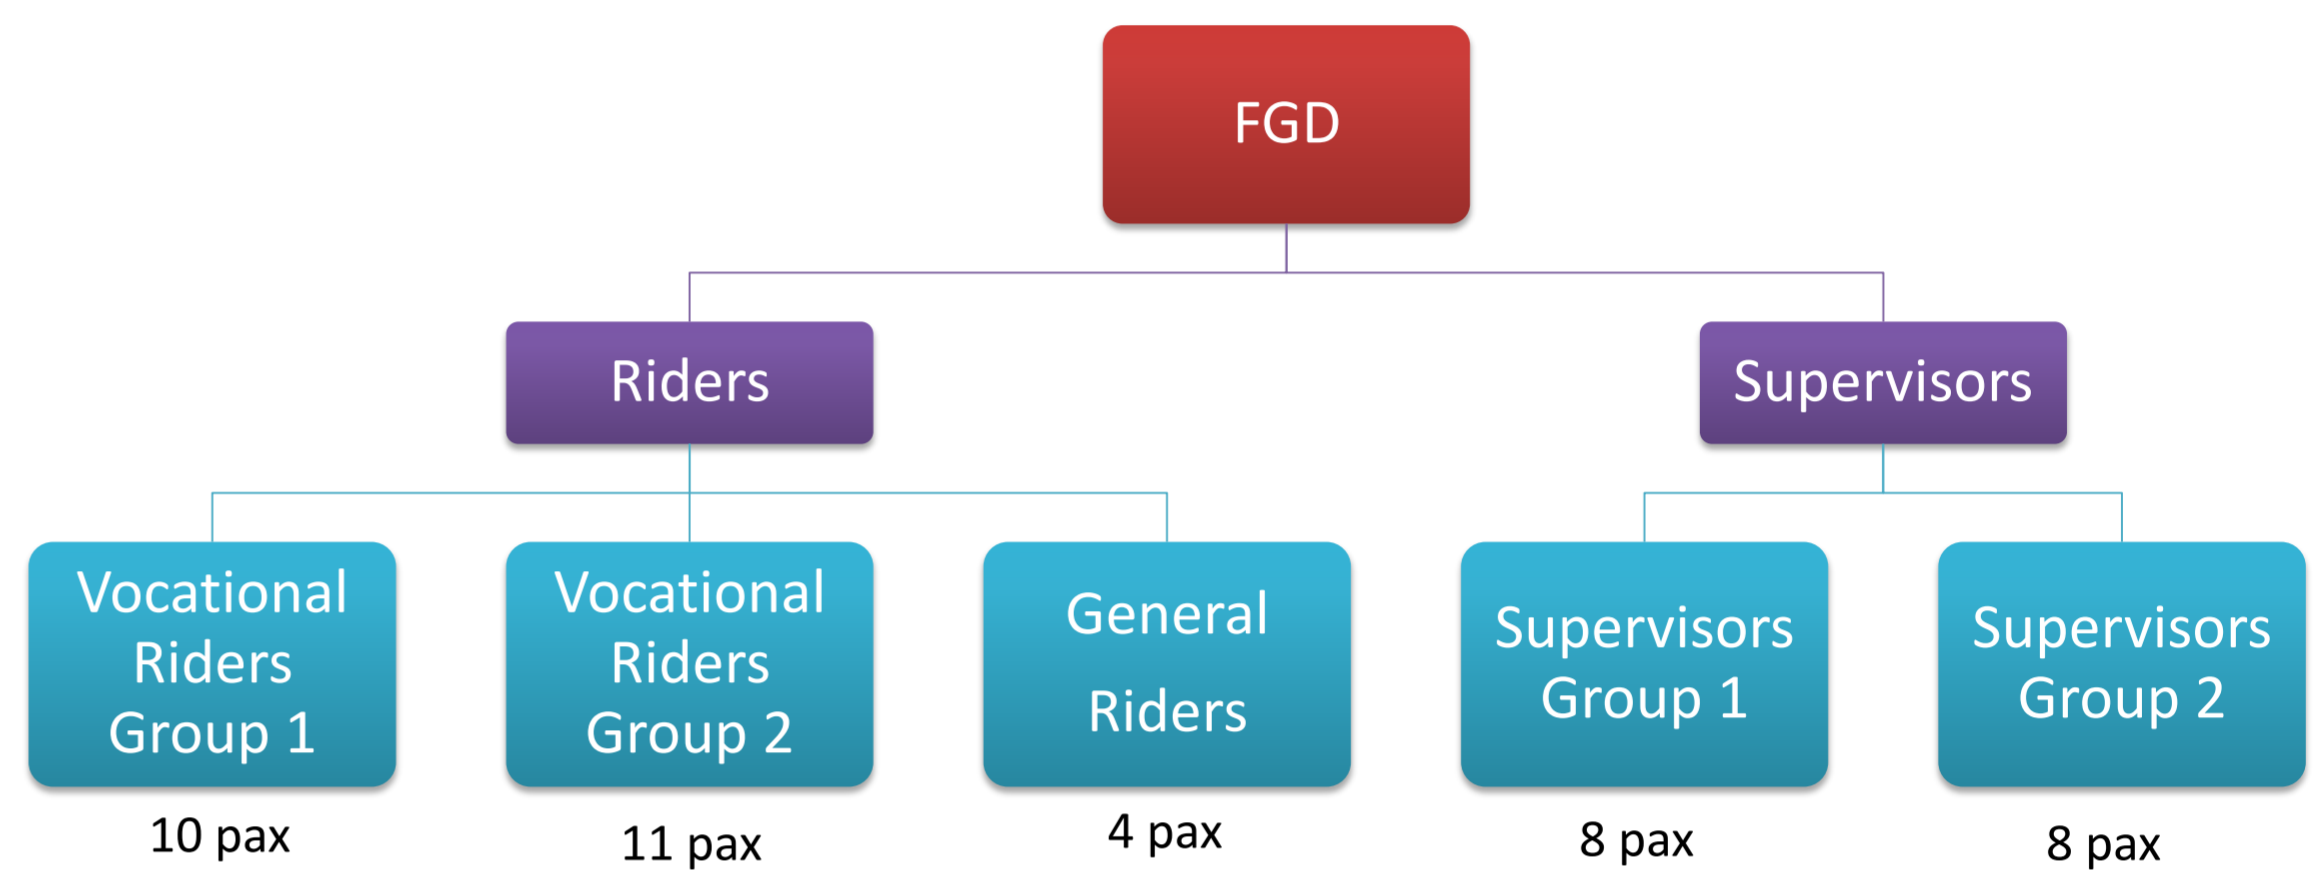 FGD
Riders
Supervisors
Vocational
Riders
Group 1
Vocational
Riders
Group 2
General
Riders
Supervisors
Group 1
Supervisors
Group 2
10 pax
11 pax
4 pax
8 pax
8 pax